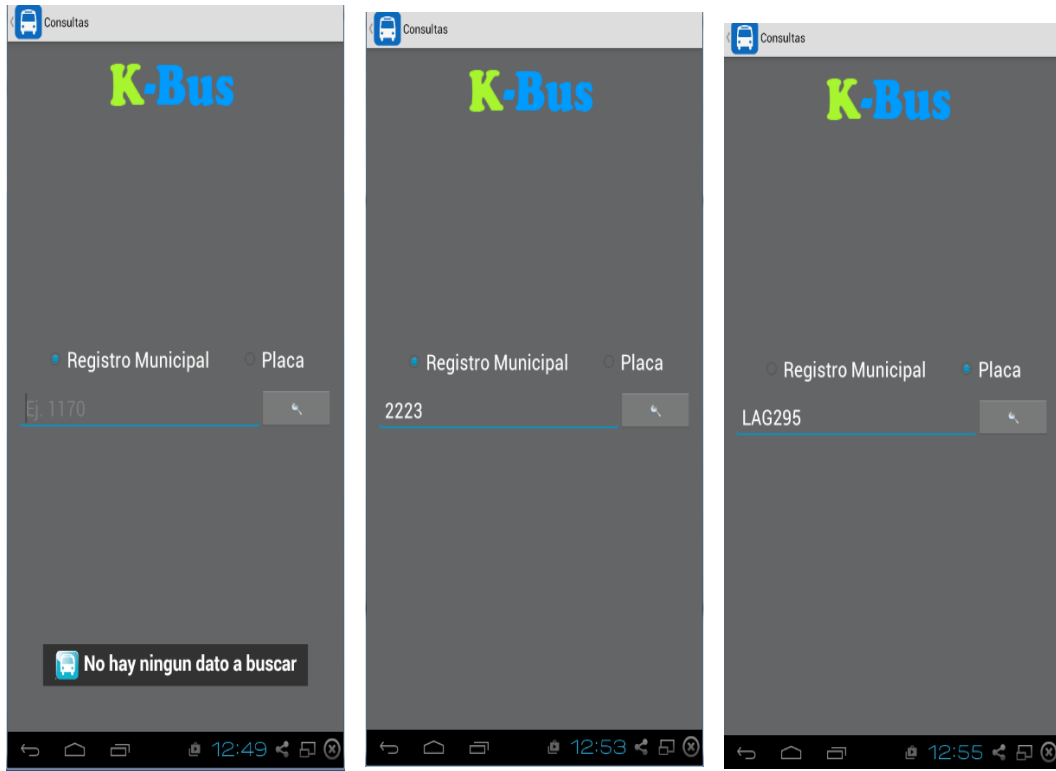 Consultas
K-Bus
Registro Municipal Placa
Ej. 1170
No hay ningun dato a buscar
12:49
Consultas
K-Bus
Registro Municipal Placa
2223
12:53
Consultas
K-Bus
Registro Municipal Placa
LAG295
12:55